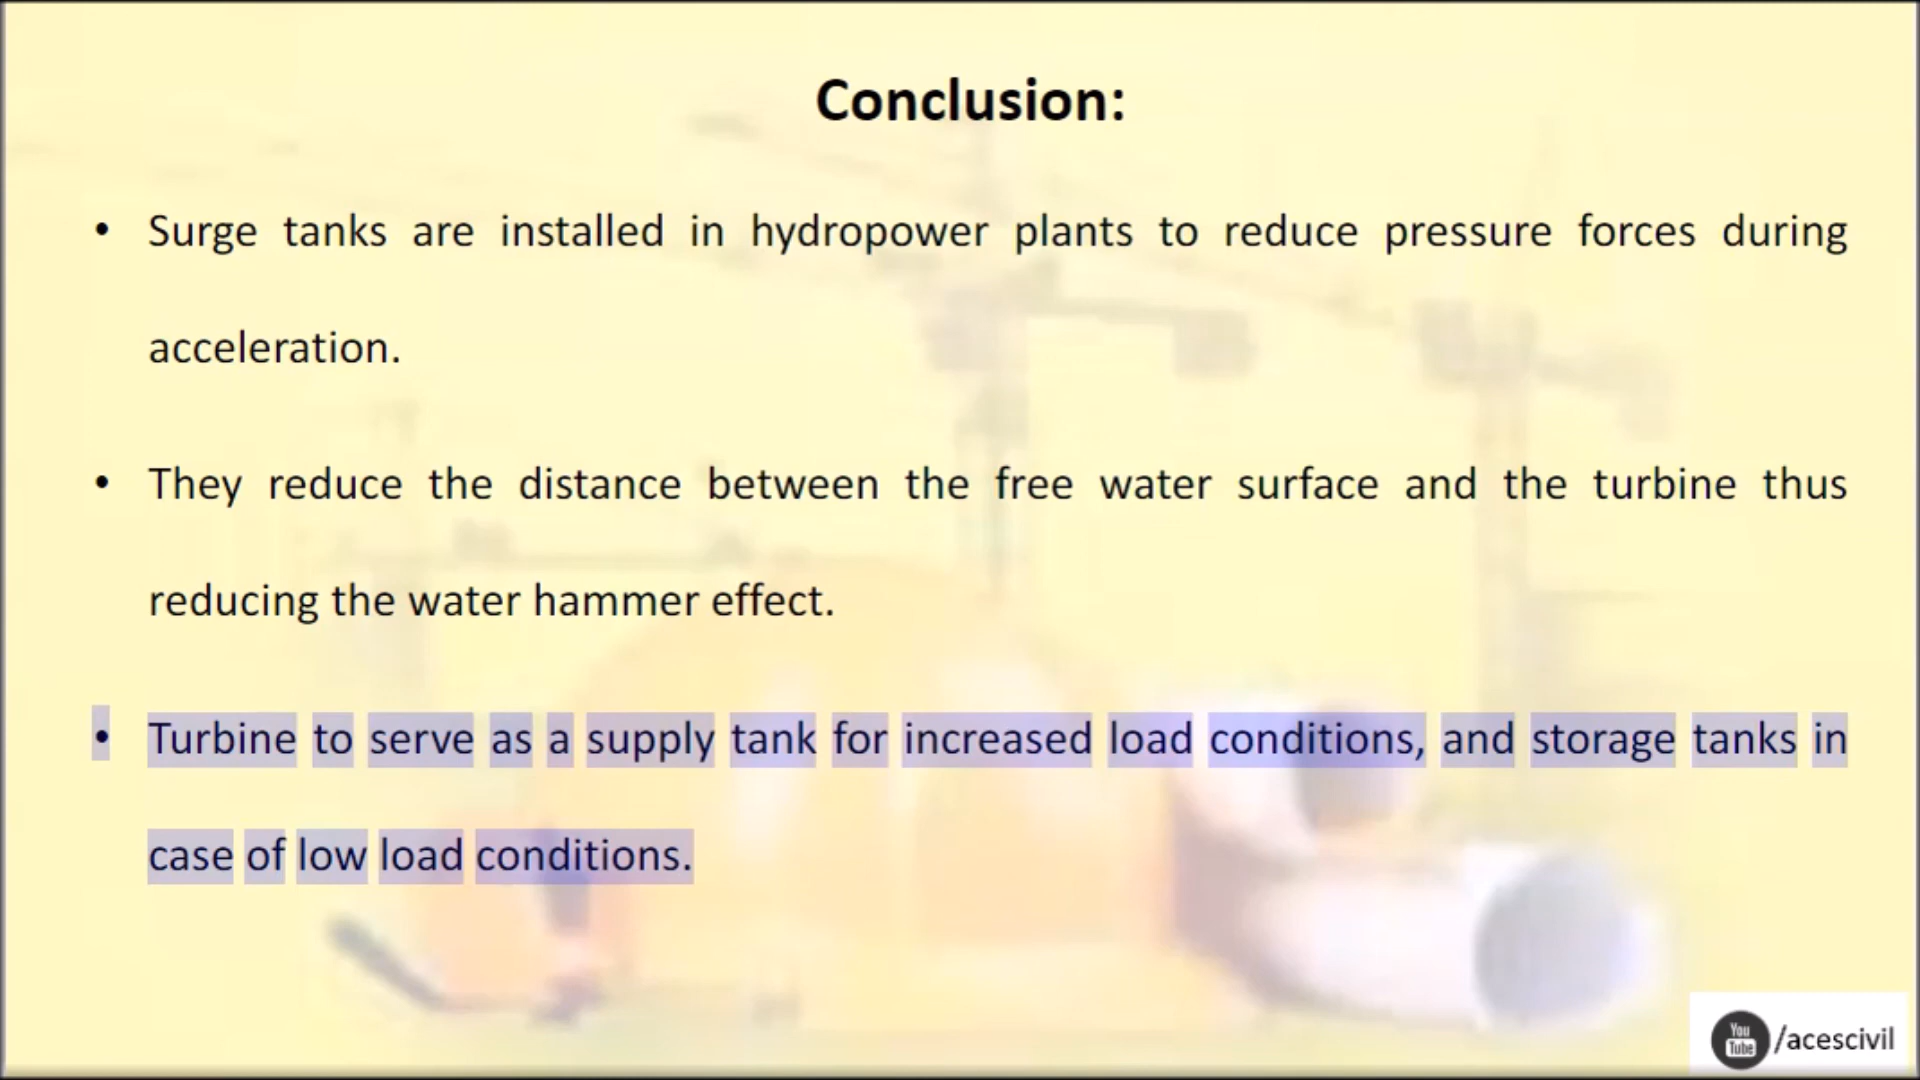 Conclusion:
• Surge tanks are installed in hydropower plants to reduce pressure forces during
acceleration.
• They reduce the distance between the free water surface and the turbine thus
reducing the water hammer effect.
• Turbine to serve as a supply tank for increased load conditions, and storage tanks in
case of low load conditions.
You
Tube
/acescivil